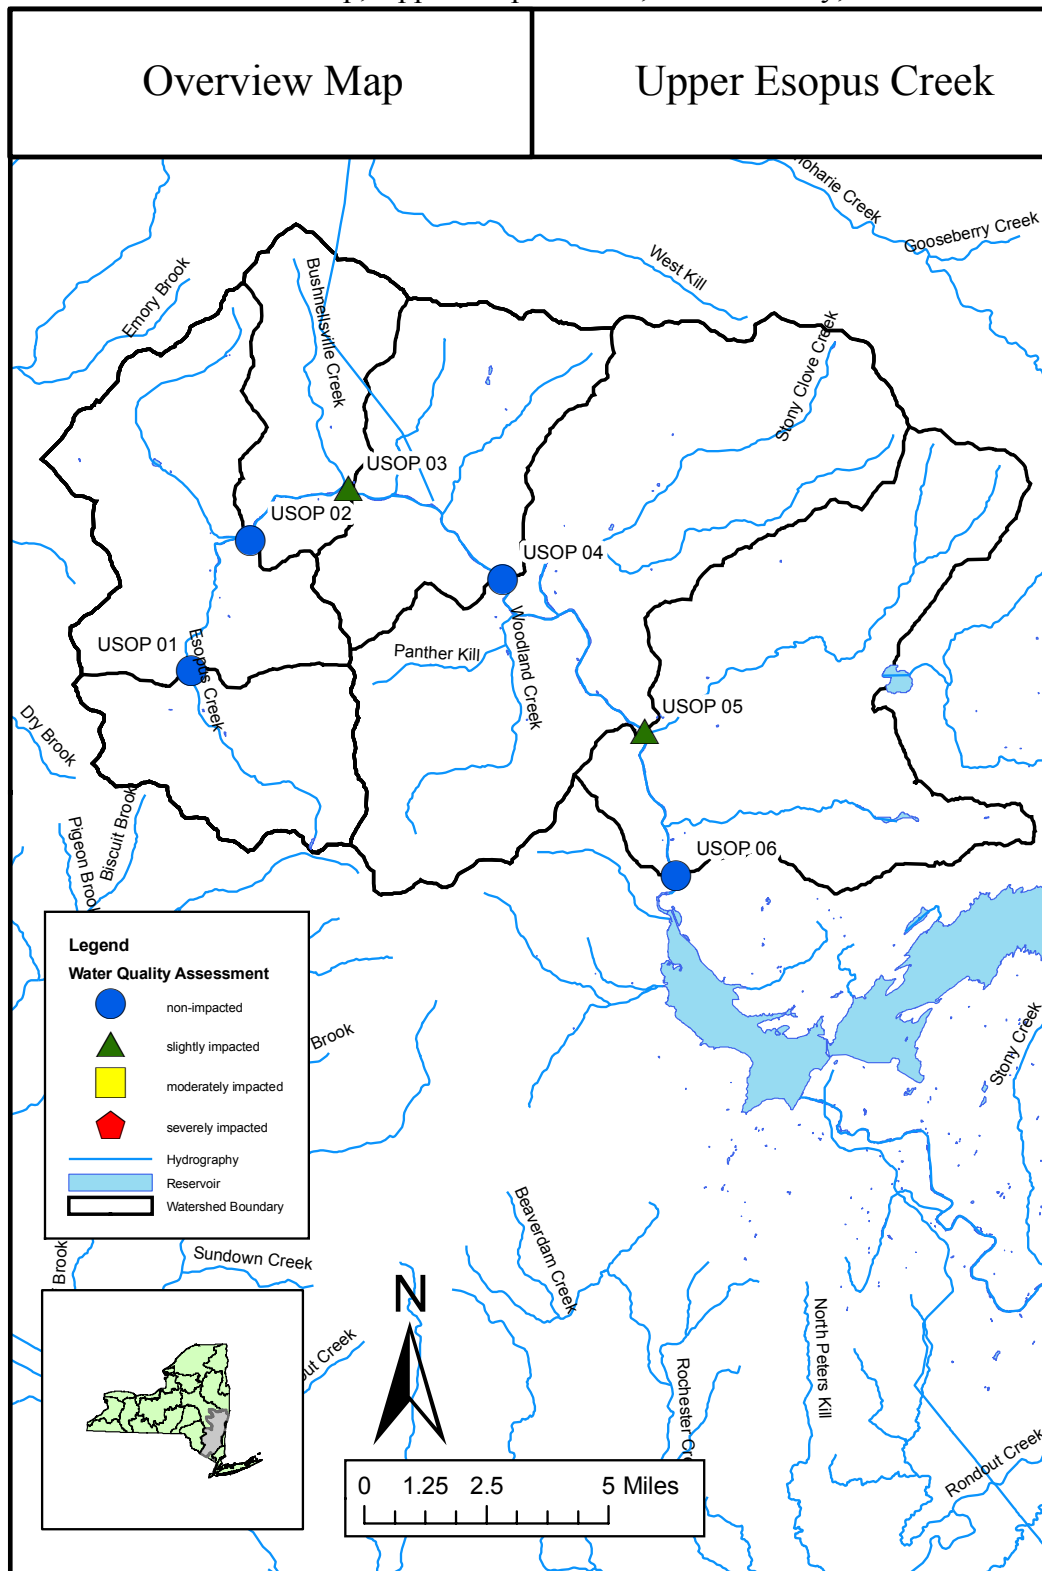 Overview Map
Upper Esopus Creek
Gooseberry Creek
West Kill
Emory Brook
Bushnellsville Creek
Stony Clove Creek
USOP 03
USOP 02
USOP 04
USOP 01
Esopus Creek
Woodland Creek
Panther Kill
USOP 05
Dry Brook
Biscuit Brook
Pigeon Brook
USOP 06
Legend
Water Quality Assessment
non-impacted
slightly impacted
moderately impacted
severely impacted
Hydrography
Reservoir
Watershed Boundary
Brook
Stony Creek
Brook
Sundown Creek
Beaverdam Creek
North Peters Kill
Creek
Rochester
Rondout Creek
N
0 1.25 2.5 5 Miles